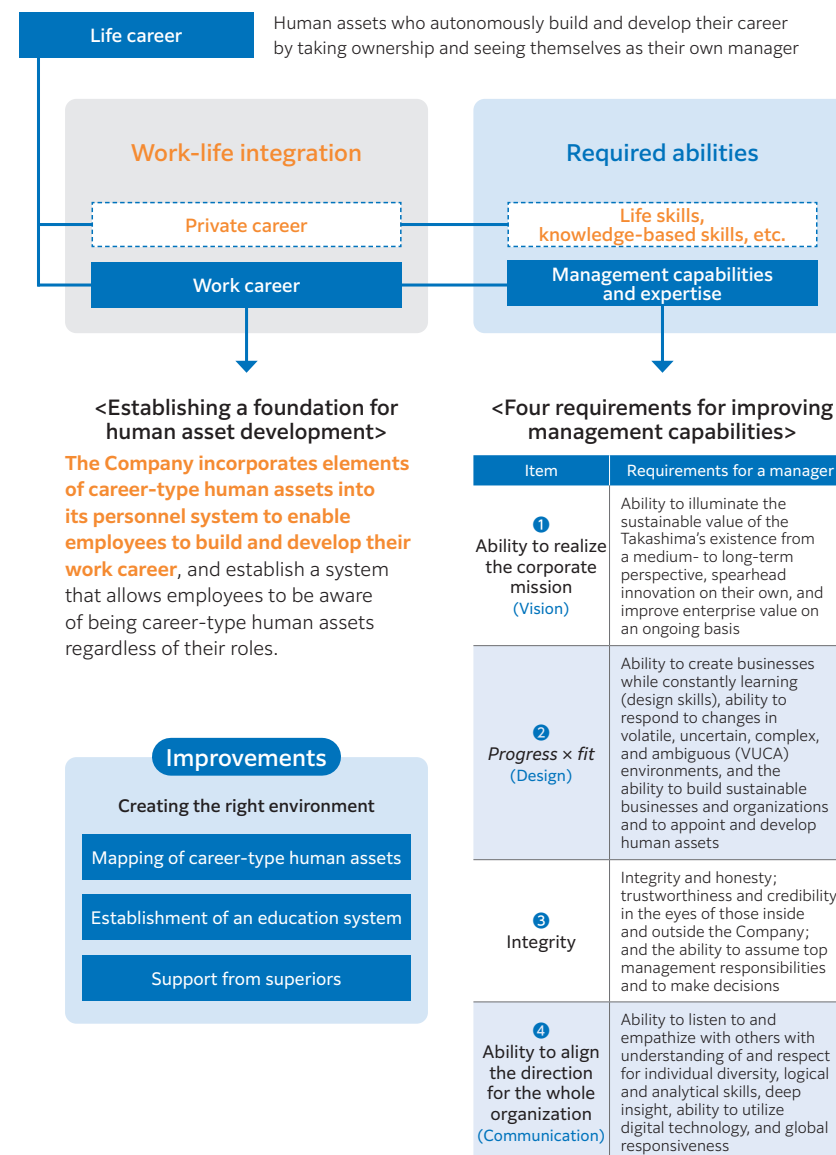 Life career
Human assets who autonomously build and develop their career
by taking ownership and seeing themselves as their own manager
Work-life integration
Private career
Work career
Required abilities
Life skills,
knowledge-based skills, etc.
Management capabilities
and expertise
<Establishing a foundation for
human asset development>
The Company incorporates elements
of career-type human assets into
its personnel system to enable
employees to build and develop their
work career, and establish a system
that allows employees to be aware
of being career-type human assets
regardless of their roles.
Improvements
Creating the right environment
Mapping of career-type human assets
Establishment of an education system
Support from superiors
<Four requirements for improving
management capabilities>
Item
Requirements for a manager
❶
Ability to realize
the corporate
mission
(Vision)
Ability to illuminate the
sustainable value of the
Takashima's existence from
a medium- to long-term
perspective, spearhead
innovation on their own, and
improve enterprise value on
an ongoing basis
❷
Progress × fit
(Design)
Ability to create businesses
while constantly learning
(design skills), ability to
respond to changes in
volatile, uncertain, complex,
and ambiguous (VUCA)
environments, and the
ability to build sustainable
businesses and organizations
and to appoint and develop
human assets
❸
Integrity
Integrity and honesty;
trustworthiness and credibility
in the eyes of those inside
and outside the Company;
and the ability to assume top
management responsibilities
and to make decisions
❹
Ability to align
the direction
for the whole
organization
(Communication)
Ability to listen to and
empathize with others with
understanding of and respect
for individual diversity, logical
and analytical skills, deep
insight, ability to utilize
digital technology, and global
responsiveness